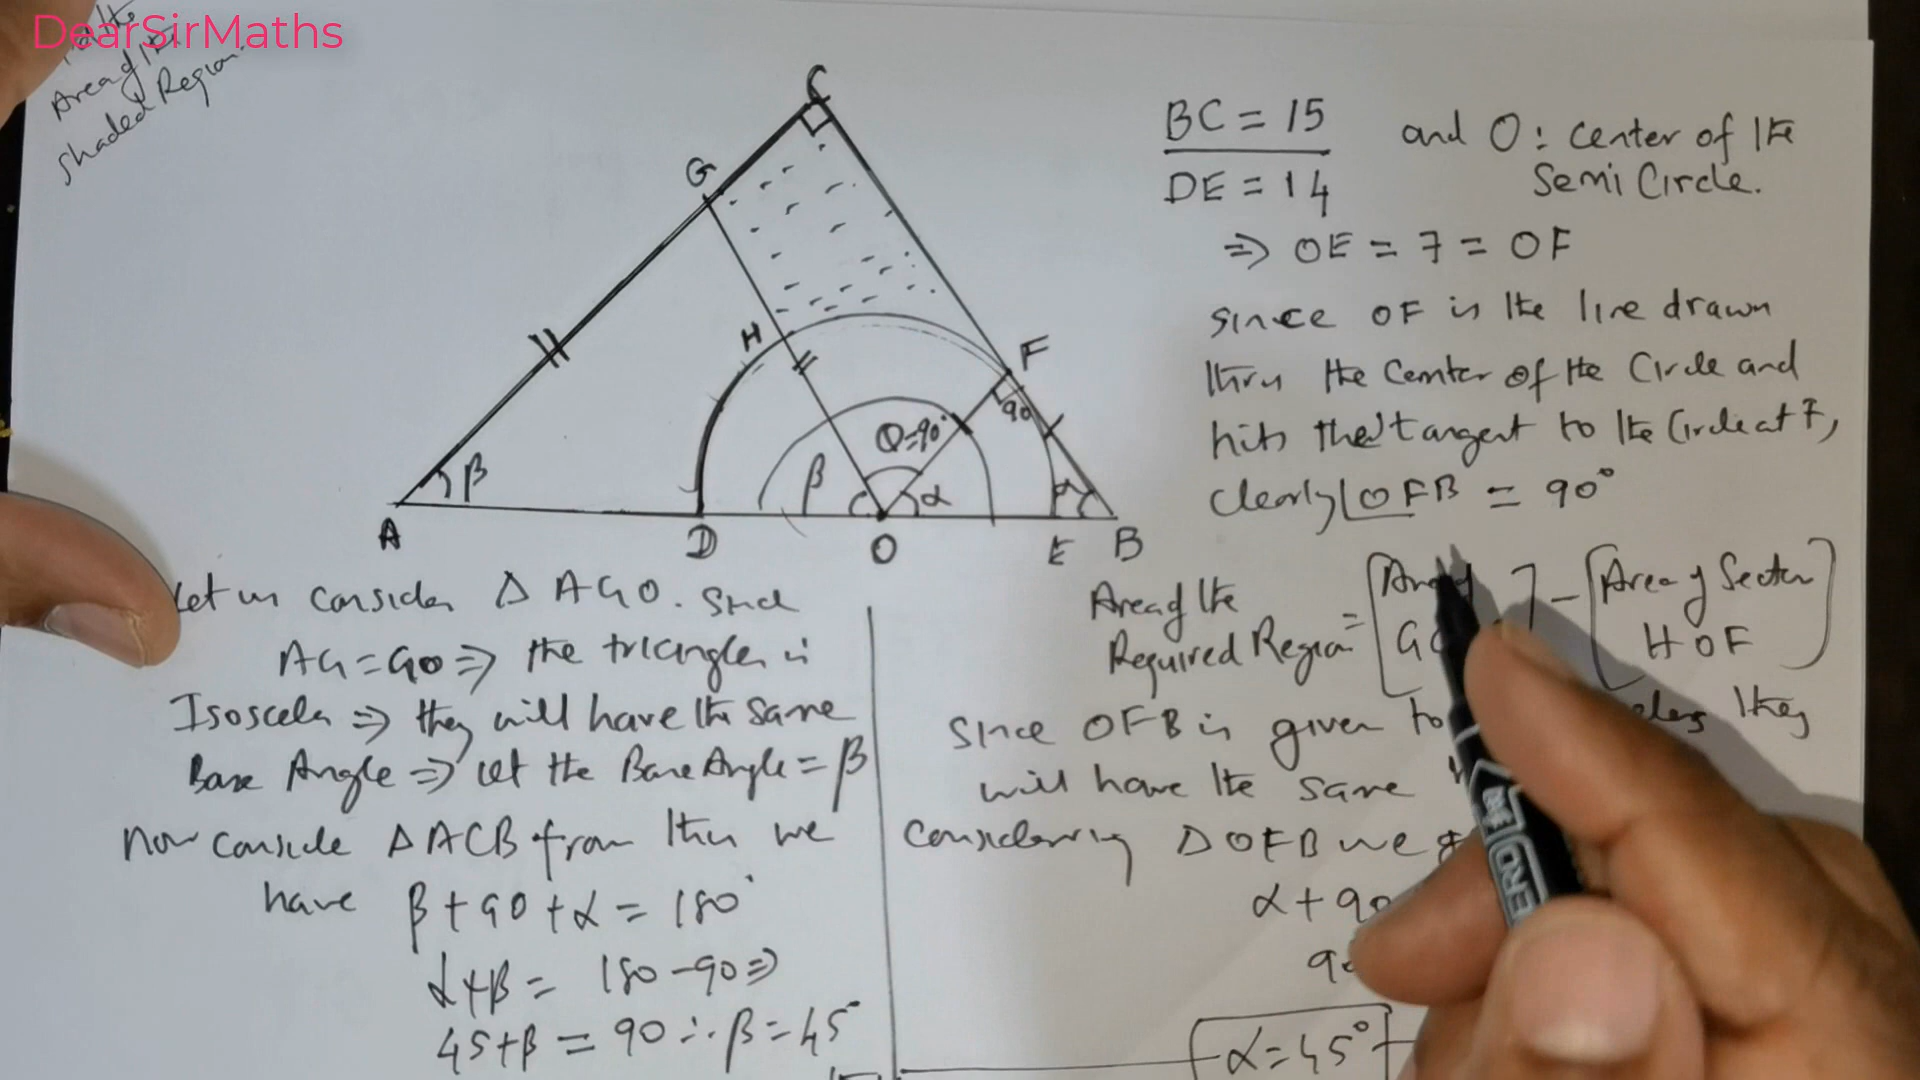 DearSirMaths
Area of the
Shaded Region.
C
G
H
F
90
Q=90°
β
β
α
α
A
D
O
E
B
BC = 15
DE = 14
and O: Center of the
Semi Circle.
⇒ OE = 7 = OF
Since OF is the line drawn
thru the Center of the Circle and
hits the tangent to the Circle at F,
Clearly ∠OFB = 90°
Area of the
Required Region = [ ] - [Area of Sector
HOF]
Let us consider Δ AGO. Since
AG = GO ⇒ the triangle is
Isosceles ⇒ they will have the same
Base Angle ⇒ Let the Base Angle = β
Now conside ΔACB from this we
have β + 90 + α = 180°
α + β = 180 - 90 ⇒
45 + β = 90 ∴ β = 45°
Since OFB is given to they
will have the same
Considering Δ OFB we
α + 90
α = 45°